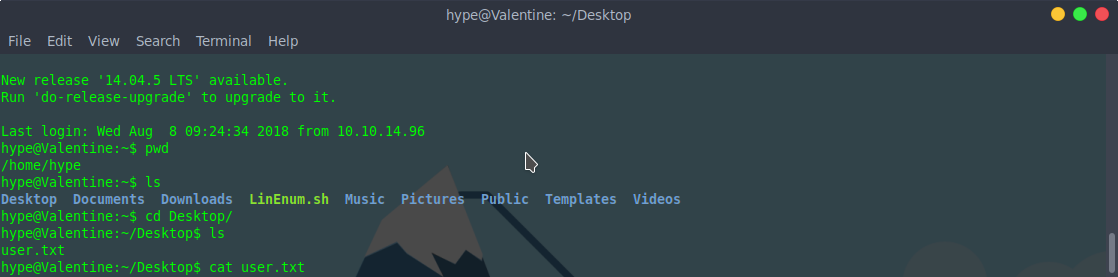 hype@Valentine: ~/Desktop
File Edit View Search Terminal Help
New release '14.04.5 LTS' available.
Run 'do-release-upgrade' to upgrade to it.
Last login: Wed Aug  8 09:24:34 2018 from 10.10.14.96
hype@Valentine:~$ pwd
/home/hype
hype@Valentine:~$ ls
Desktop  Documents  Downloads  LinEnum.sh  Music  Pictures  Public  Templates  Videos
hype@Valentine:~$ cd Desktop/
hype@Valentine:~/Desktop$ ls
user.txt
hype@Valentine:~/Desktop$ cat user.txt